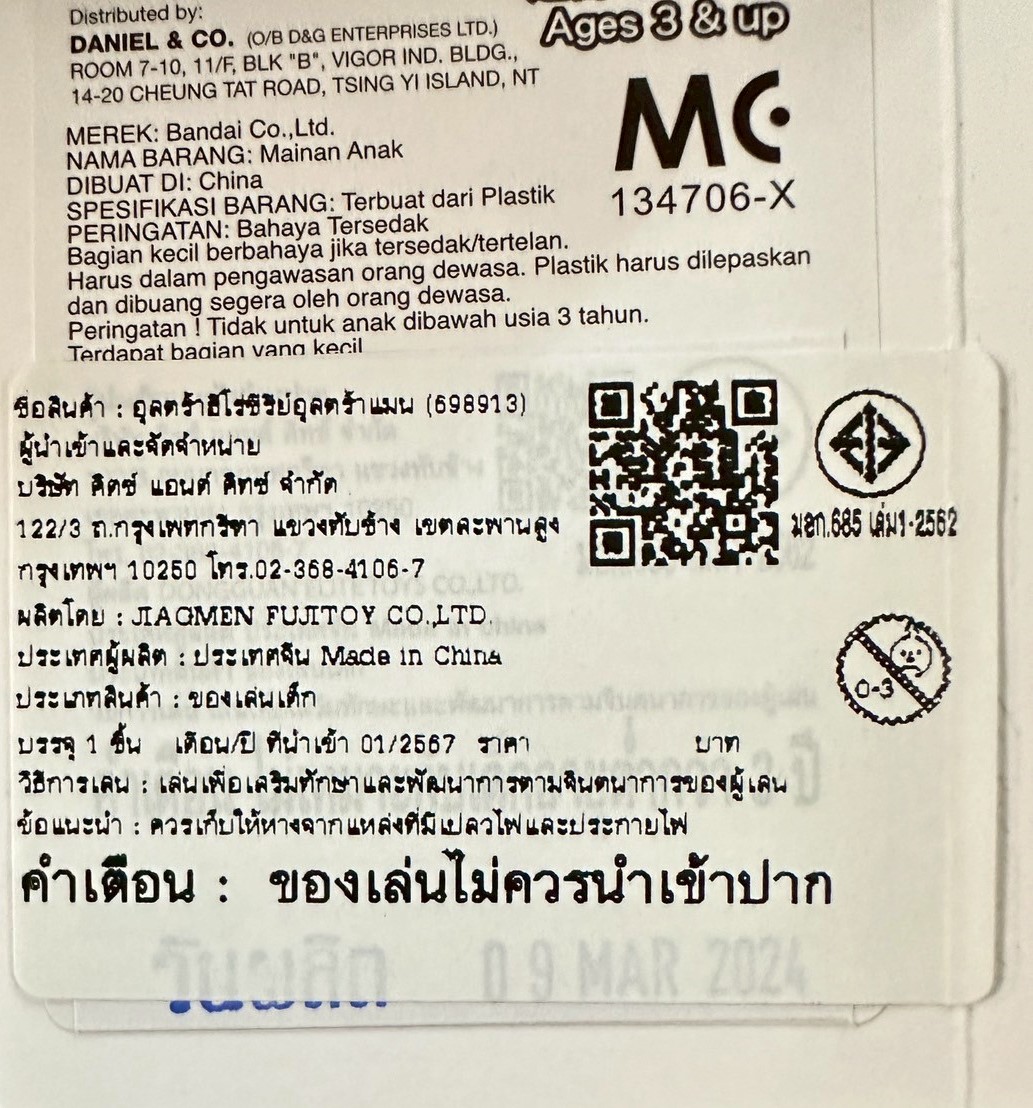 Distributed by:
DANIEL & CO. (O/B D&G ENTERPRISES LTD.)
ROOM 7-10, 11/F, BLK "B", VIGOR IND. BLDG.,
14-20 CHEUNG TAT ROAD, TSING YI ISLAND, NT
Ages 3 & up
MC
134706-X
MEREK: Bandai Co.,Ltd.
NAMA BARANG: Mainan Anak
DIBUAT DI: China
SPESIFIKASI BARANG: Terbuat dari Plastik
PERINGATAN: Bahaya Tersedak
Bagian kecil berbahaya jika tersedak/tertelan.
Harus dalam pengawasan orang dewasa. Plastik harus dilepaskan
dan dibuang segera oleh orang dewasa.
Peringatan ! Tidak untuk anak dibawah usia 3 tahun.
Terdapat bagian yang kecil
ชื่อสินค้า : อุลตร้าฮีโร่ซีรีย์อุลตร้าแมน (698913)
ผู้นำเข้าและจัดจำหน่าย
บริษัท คิตซ์ แอนด์ คิทซ์ จำกัด
122/3 ถ.กรุงเทพกรีฑา แขวงทับช้าง เขตสะพานสูง
กรุงเทพฯ 10250 โทร.02-368-4106-7
ผลิตโดย : JIAGMEN FUJITOY CO.,LTD.
ประเทศผู้ผลิต : ประเทศจีน Made in China
ประเภทสินค้า : ของเล่นเด็ก
บรรจุ 1 ชิ้น เดือน/ปี ที่นำเข้า 01/2567 ราคา บาท
วิธีการเล่น : เล่นเพื่อเสริมทักษาและพัฒนาการตามจินตนาการของผู้เล่น
ข้อแนะนำ : ควรเก็บให้ห่างจากแหล่งที่มีเปลวไฟและประกายไฟ
คำเตือน : ของเล่นไม่ควรนำเข้าปาก
มอก.685 เล่ม1-2562
0-3
วันผลิต 09 MAR 2024